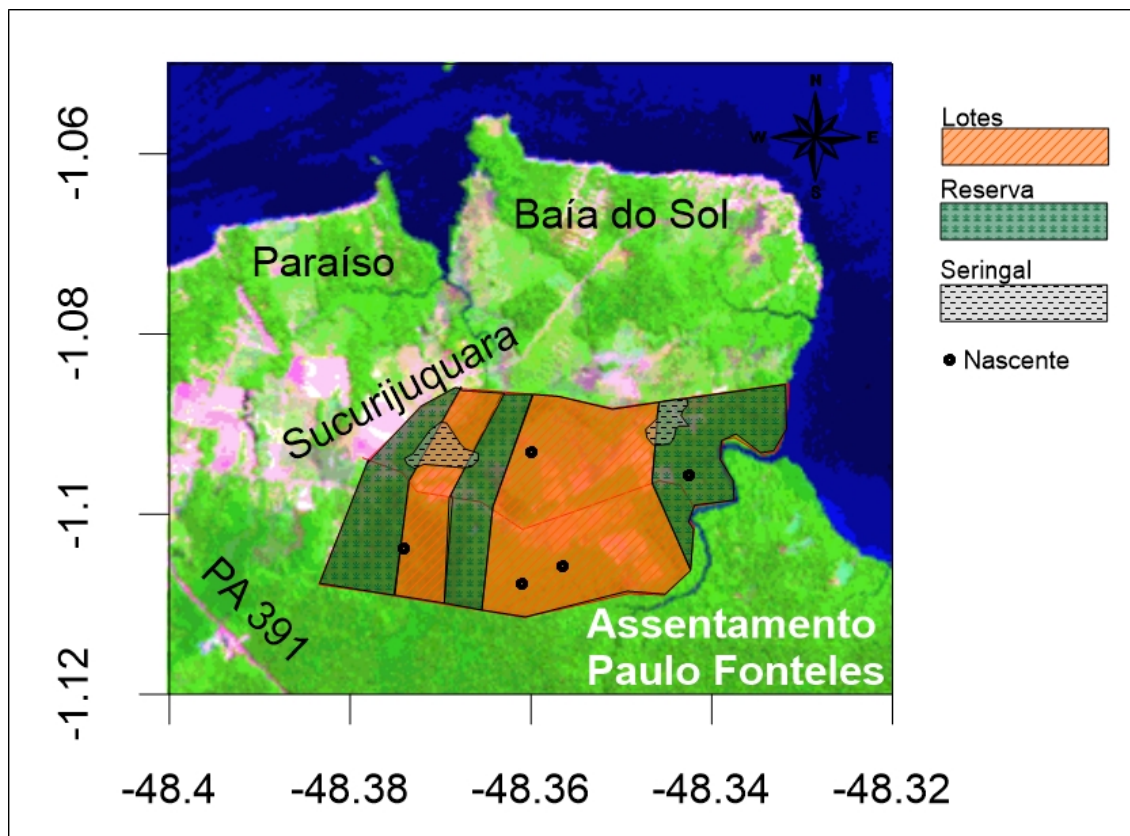 N
W
E
S
Baía do Sol
Paraíso
Sucurijuquara
PA 391
Assentamento
Paulo Fonteles
-1.06
-1.08
-1.1
-1.12
-48.4
-48.38
-48.36
-48.34
-48.32
Lotes
Reserva
Seringal
Nascente